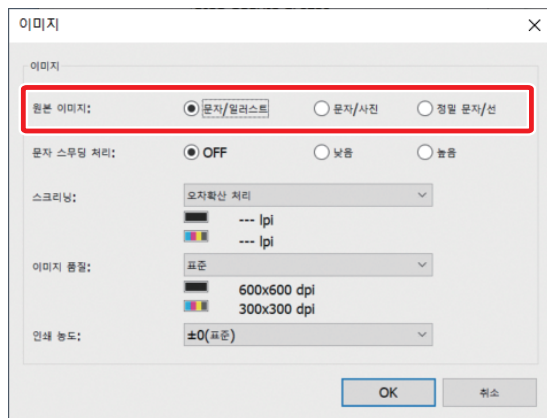 이미지
이미지
원본 이미지: 문자/일러스트 문자/사진 정밀 문자/선
문자 스무딩 처리: OFF 낮음 높음
스크리닝: 오차확산 처리
--- lpi
--- lpi
이미지 품질: 표준
600x600 dpi
300x300 dpi
인쇄 농도: ±0(표준)
OK 취소